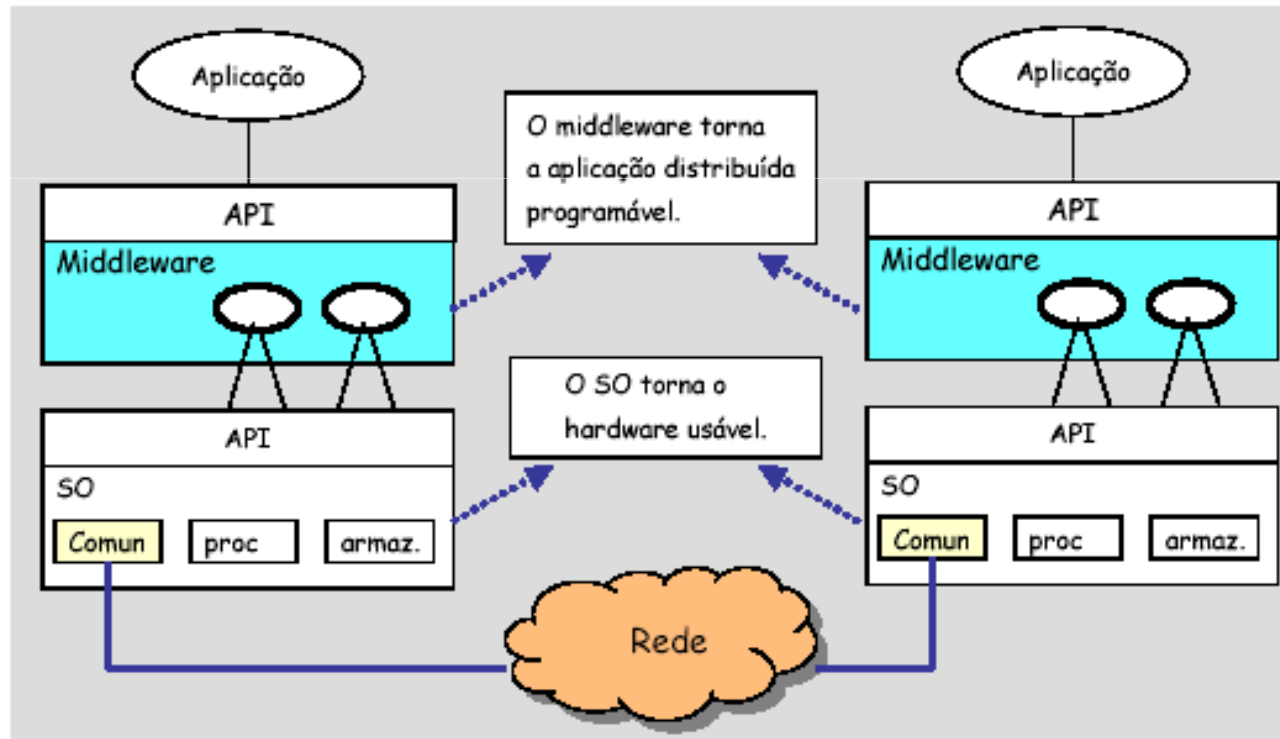 Aplicação
Aplicação
O middleware torna
a aplicação distribuída
programável.
API
API
Middleware
Middleware
O SO torna o
hardware usável.
API
API
SO
SO
Comun
proc
armaz.
Comun
proc
armaz.
Rede